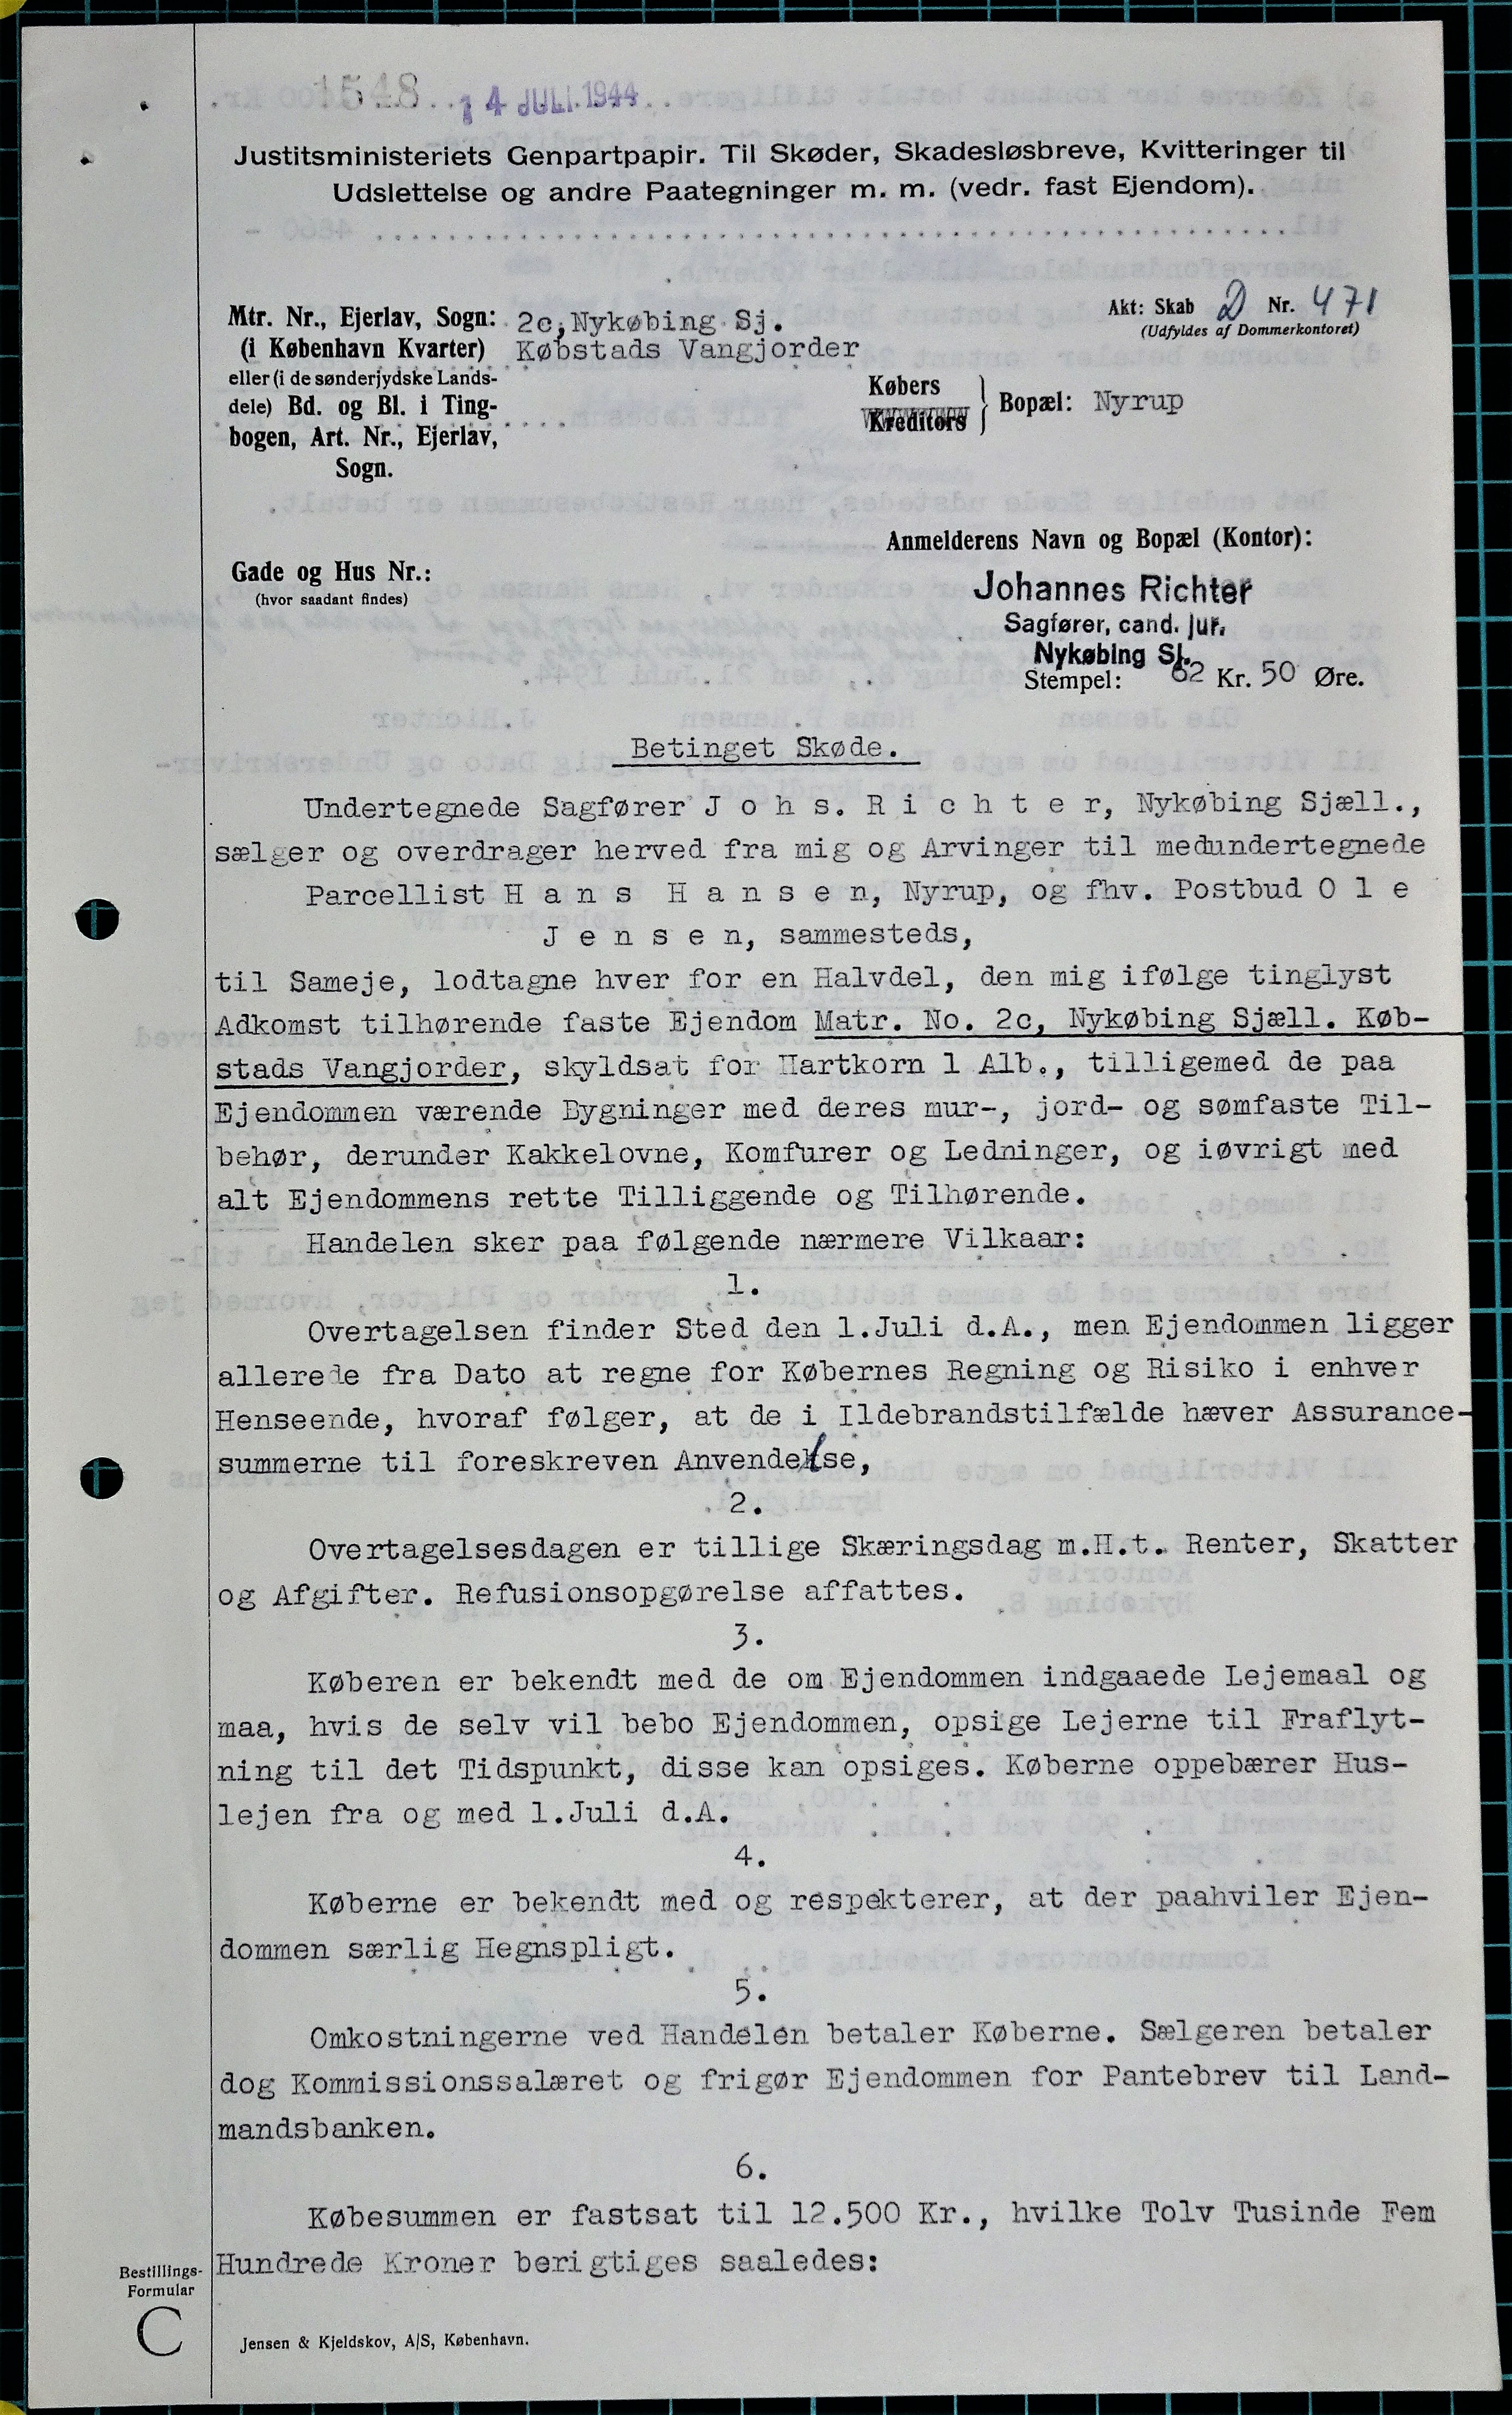 1548 14 JULI 1944
Justitsministeriets Genpartpapir. Til Skøder, Skadesløsbreve, Kvitteringer til
Udslettelse og andre Paategninger m. m. (vedr. fast Ejendom).
Mtr. Nr., Ejerlav, Sogn: 2c, Nykøbing Sj.
(i København Kvarter) Købstads Vangjorder
eller (i de sønderjydske Lands-
dele) Bd. og Bl. i Ting-
bogen, Art. Nr., Ejerlav,
Sogn.
Akt: Skab D Nr. 471
(Udfyldes af Dommerkontoret)
Købers
Kreditors
Bopæl: Nyrup
Gade og Hus Nr.:
(hvor saadant findes)
Anmelderens Navn og Bopæl (Kontor):
Johannes Richter
Sagfører, cand. jur.
Nykøbing Sj.
Stempel: 62 Kr. 50 Øre.
Betinget Skøde.
Undertegnede Sagfører J o h s. R i c h t e r, Nykøbing Sjæll.,
sælger og overdrager herved fra mig og Arvinger til medundertegnede
Parcellist H a n s  H a n s e n, Nyrup, og fhv. Postbud O l e
J e n s e n, sammesteds,
til Sameje, lodtagne hver for en Halvdel, den mig ifølge tinglyst
Adkomst tilhørende faste Ejendom Matr. No. 2c, Nykøbing Sjæll. Køb-
stads Vangjorder, skyldsat for Hartkorn 1 Alb., tilligemed de paa
Ejendommen værende Bygninger med deres mur-, jord- og sømfaste Til-
behør, derunder Kakkelovne, Komfurer og Ledninger, og iøvrigt med
alt Ejendommens rette Tilliggende og Tilhørende.
Handelen sker paa følgende nærmere Vilkaar:
1.
Overtagelsen finder Sted den 1.Juli d.A., men Ejendommen ligger
allerede fra Dato at regne for Købernes Regning og Risiko i enhver
Henseende, hvoraf følger, at de i Ildebrandstilfælde hæver Assurance-
summerne til foreskreven Anvendelse,
2.
Overtagelsesdagen er tillige Skæringsdag m.H.t. Renter, Skatter
og Afgifter. Refusionsopgørelse affattes.
3.
Køberen er bekendt med de om Ejendommen indgaaede Lejemaal og
maa, hvis de selv vil bebo Ejendommen, opsige Lejerne til Fraflyt-
ning til det Tidspunkt, disse kan opsiges. Køberne oppebærer Hus-
lejen fra og med 1.Juli d.A.
4.
Køberne er bekendt med og respekterer, at der paahviler Ejen-
dommen særlig Hegnspligt.
5.
Omkostningerne ved Handelen betaler Køberne. Sælgeren betaler
dog Kommissionssalæret og frigør Ejendommen for Pantebrev til Land-
mandsbanken.
6.
Købesummen er fastsat til 12.500 Kr., hvilke Tolv Tusinde Fem
Hundrede Kroner berigtiges saaledes:
Bestillings-
Formular
C
Jensen & Kjeldskov, A/S, København.